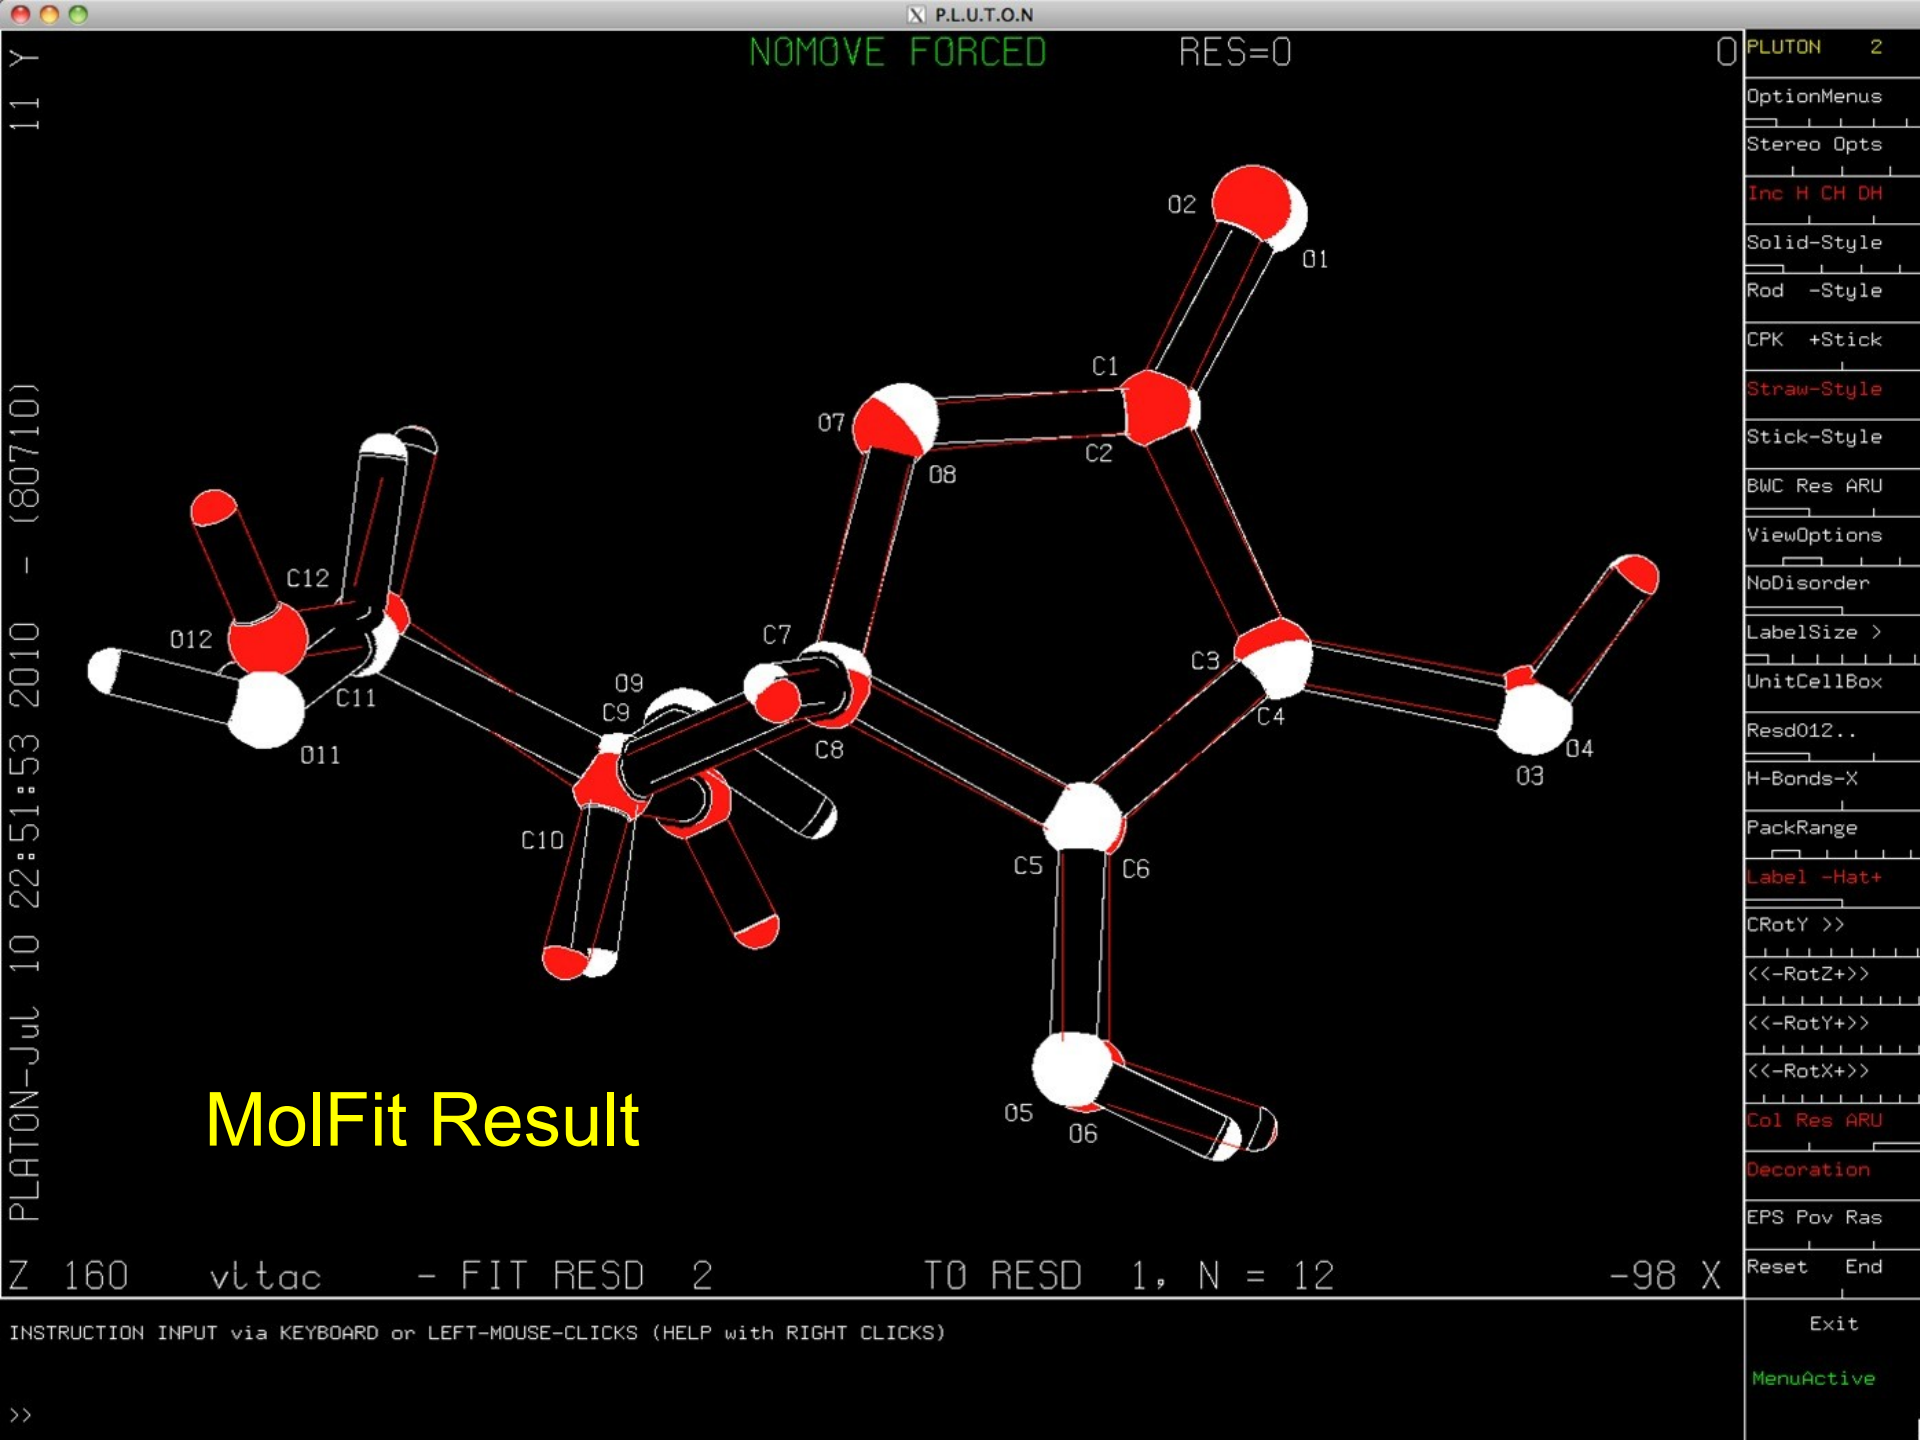 P.L.U.T.O.N
NOMOVE FORCED RES=0 0
PLATON-Jul 10 22:51:53 2010 - (80710) 11 Y
O2
O1
C1
O7
C2
O8
C12
O12
C7
C3
O9
C11
C9
C4
C8
O11
O4
O3
C10
C5
C6
O5
O6
MolFit Result
Z 160 vltac - FIT RESD 2 TO RESD 1, N = 12 -98 X
PLUTON 2
OptionMenus
Stereo Opts
Inc H CH DH
Solid-Style
Rod -Style
CPK +Stick
Straw-Style
Stick-Style
BWC Res ARU
ViewOptions
NoDisorder
LabelSize >
UnitCellBox
Resd012..
H-Bonds-X
PackRange
Label -Hat+
CRotY >>
<<-RotZ+>>
<<-RotY+>>
<<-RotX+>>
Col Res ARU
Decoration
EPS Pov Ras
Reset End
Exit
MenuActive
INSTRUCTION INPUT via KEYBOARD or LEFT-MOUSE-CLICKS (HELP with RIGHT CLICKS)
>>